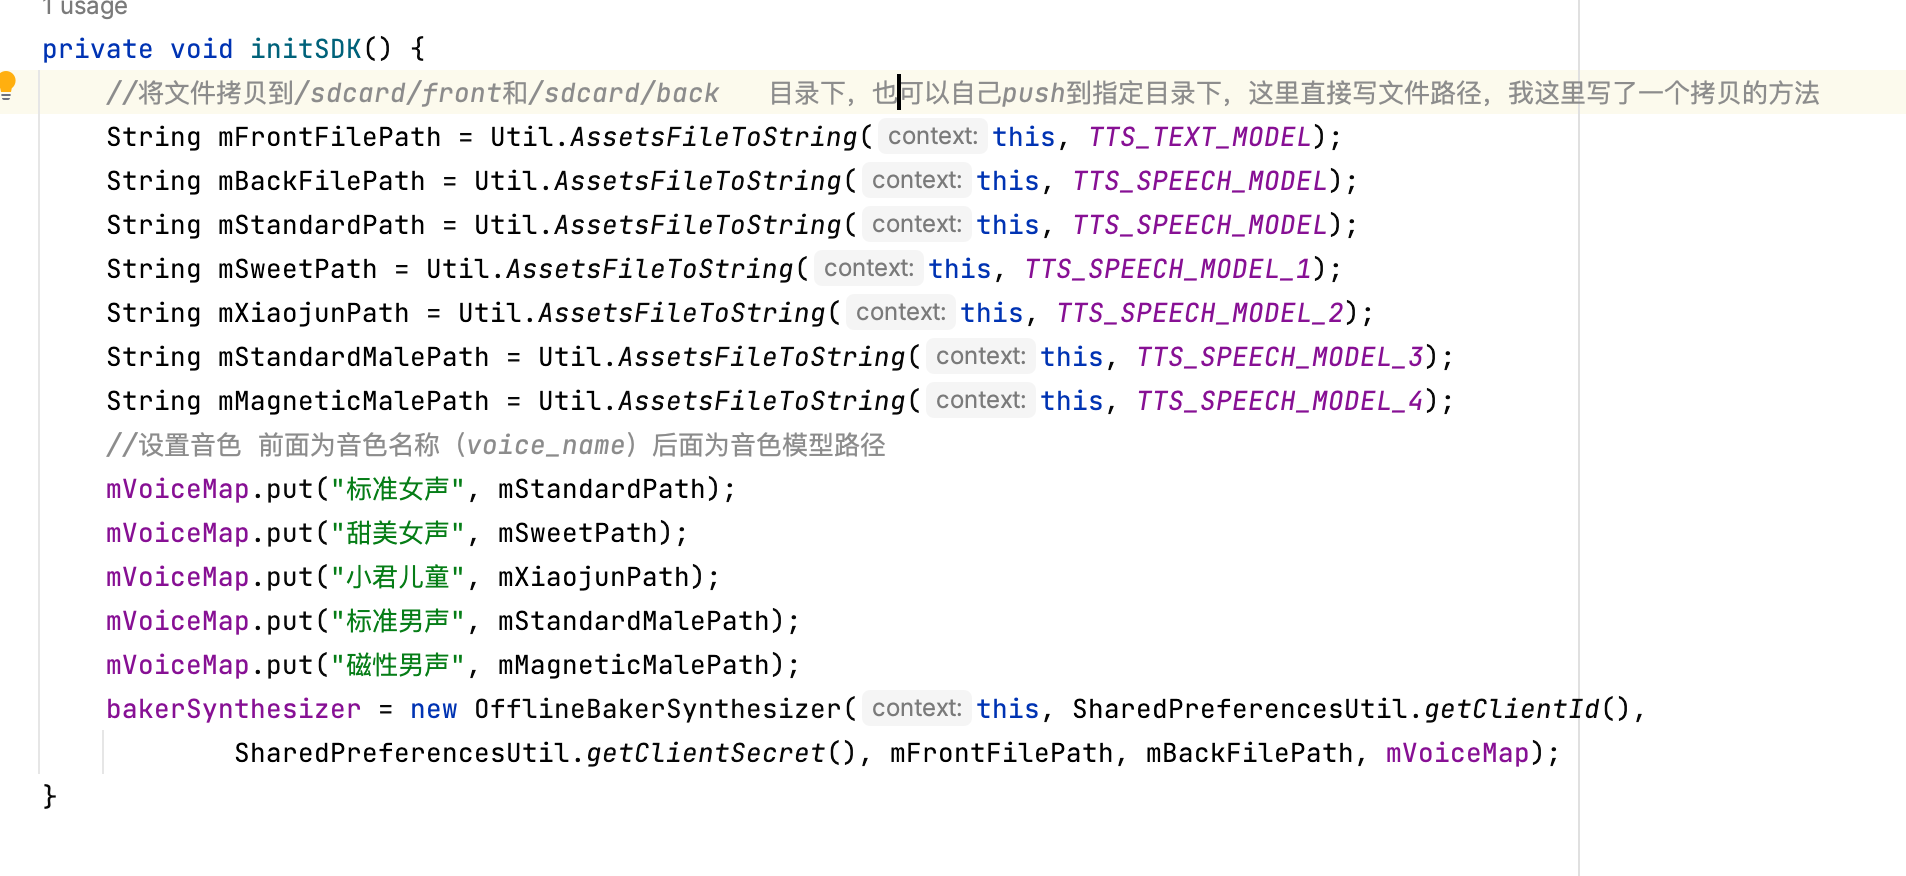 1 usage
private void initSDK() {
//将文件拷贝到/sdcard/front和/sdcard/back   目录下，也可以自己push到指定目录下，这里直接写文件路径，我这里写了一个拷贝的方法
String mFrontFilePath = Util.AssetsFileToString( context: this, TTS_TEXT_MODEL);
String mBackFilePath = Util.AssetsFileToString( context: this, TTS_SPEECH_MODEL);
String mStandardPath = Util.AssetsFileToString( context: this, TTS_SPEECH_MODEL);
String mSweetPath = Util.AssetsFileToString( context: this, TTS_SPEECH_MODEL_1);
String mXiaojunPath = Util.AssetsFileToString( context: this, TTS_SPEECH_MODEL_2);
String mStandardMalePath = Util.AssetsFileToString( context: this, TTS_SPEECH_MODEL_3);
String mMagneticMalePath = Util.AssetsFileToString( context: this, TTS_SPEECH_MODEL_4);
//设置音色 前面为音色名称（voice_name）后面为音色模型路径
mVoiceMap.put("标准女声", mStandardPath);
mVoiceMap.put("甜美女声", mSweetPath);
mVoiceMap.put("小君儿童", mXiaojunPath);
mVoiceMap.put("标准男声", mStandardMalePath);
mVoiceMap.put("磁性男声", mMagneticMalePath);
bakerSynthesizer = new OfflineBakerSynthesizer( context: this, SharedPreferencesUtil.getClientId(),
SharedPreferencesUtil.getClientSecret(), mFrontFilePath, mBackFilePath, mVoiceMap);
}